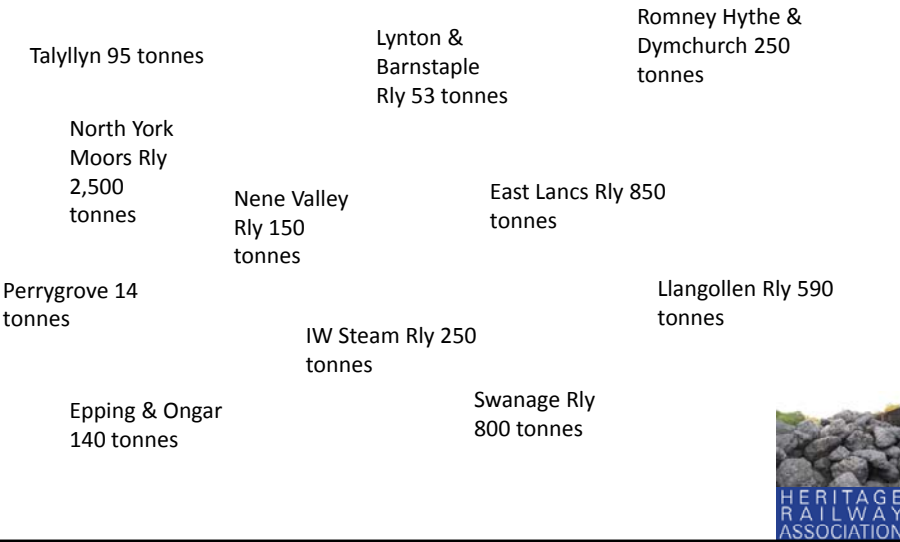 Talyllyn 95 tonnes
Lynton &
Barnstaple
Rly 53 tonnes
Romney Hythe &
Dymchurch 250
tonnes
North York
Moors Rly
2,500
tonnes
Nene Valley
Rly 150
tonnes
East Lancs Rly 850
tonnes
Perrygrove 14
tonnes
IW Steam Rly 250
tonnes
Llangollen Rly 590
tonnes
Epping & Ongar
140 tonnes
Swanage Rly
800 tonnes
HERITAGE
RAILWAY
ASSOCIATION